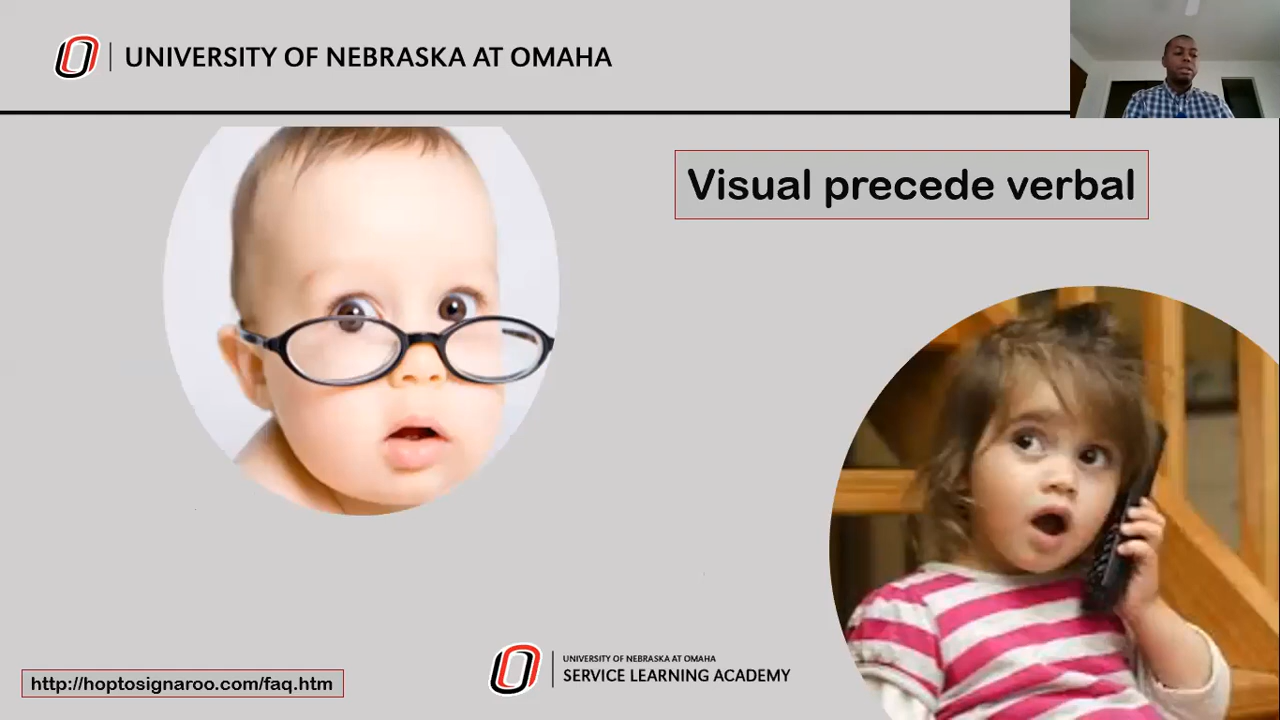 UNIVERSITY OF NEBRASKA AT OMAHA
Visual precede verbal
http://hoptosignaroo.com/faq.htm
UNIVERSITY OF NEBRASKA AT OMAHA
SERVICE LEARNING ACADEMY